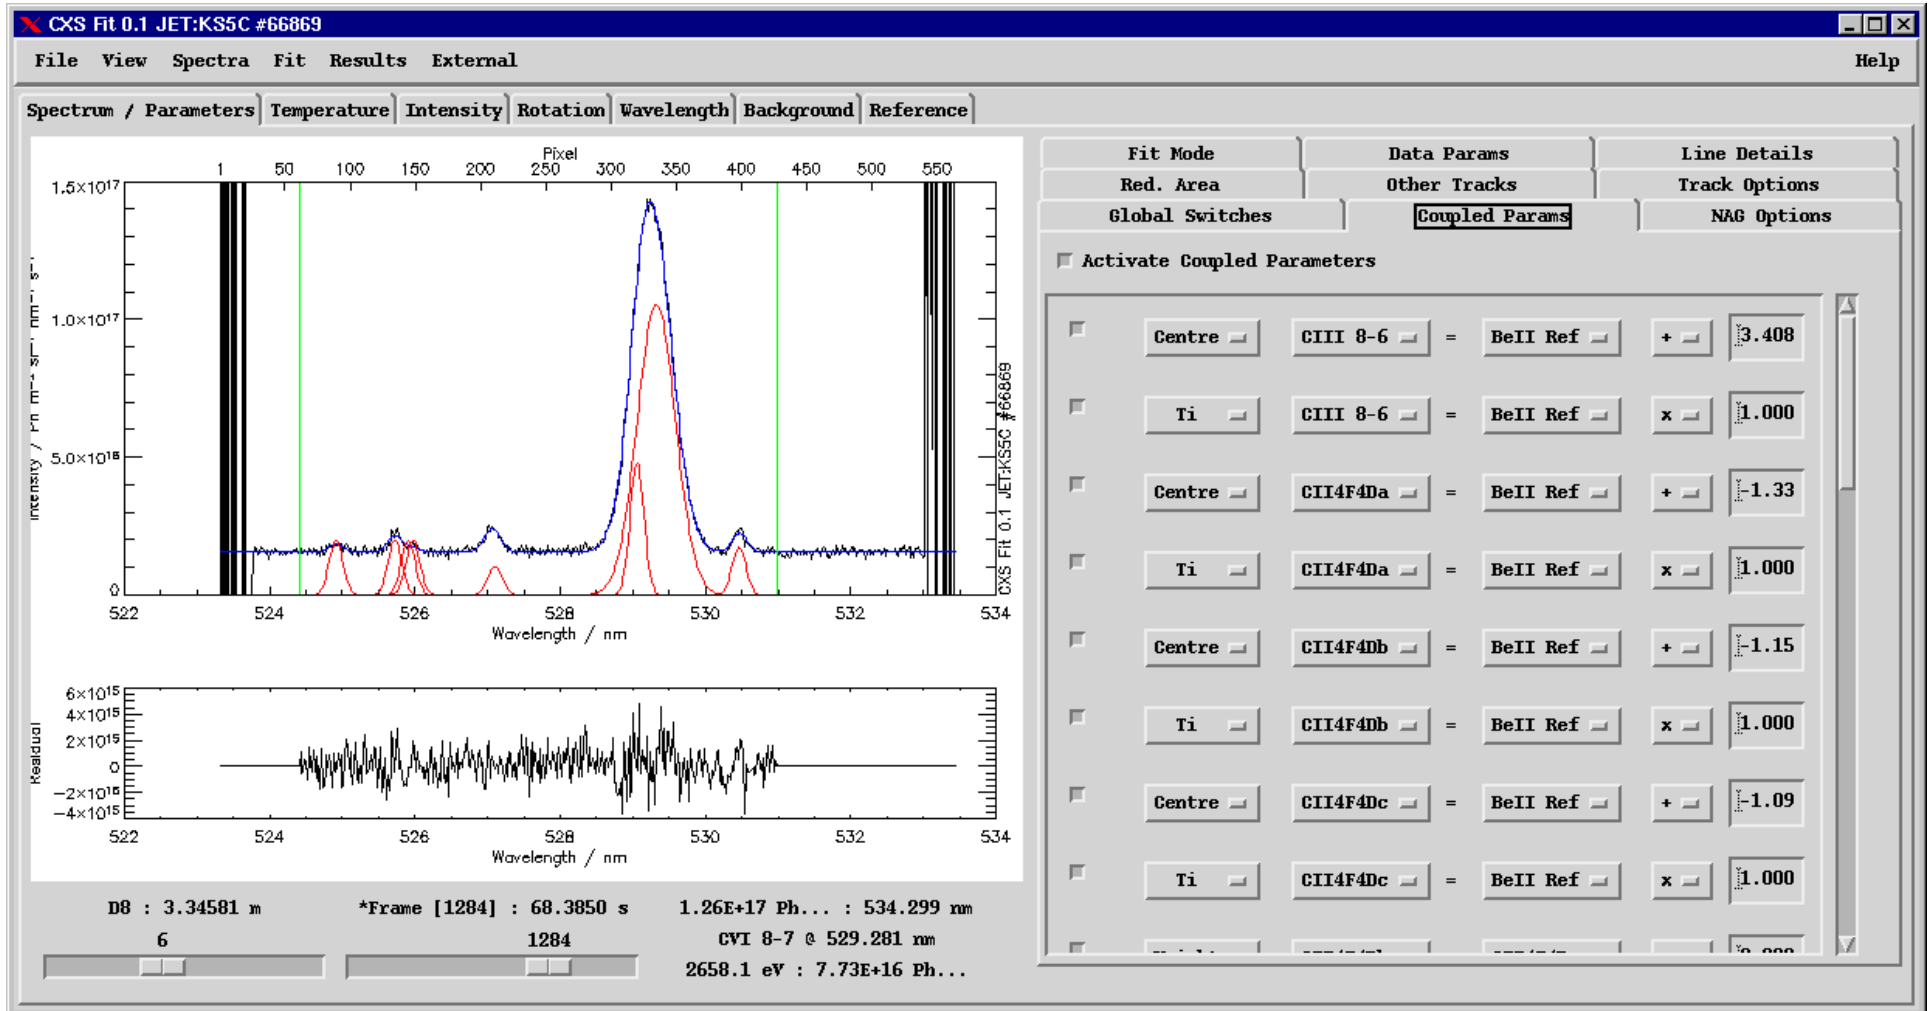 CXS Fit 0.1 JET:KS5C #66869
File View Spectra Fit Results External Help
Spectrum / Parameters Temperature Intensity Rotation Wavelength Background Reference
Pixel
1 50 100 150 200 250 300 350 400 450 500 550
1.5×10¹⁷
1.0×10¹⁷
5.0×10¹⁶
0
Intensity /
522 524 526 528 530 532 534
Wavelength / nm
CXS Fit 0.1 JET:KS5C #66869
6×10¹⁵
4×10¹⁵
2×10¹⁵
0
−2×10¹⁵
−4×10¹⁵
Residual
522 524 526 528 530 532 534
Wavelength / nm
D8 : 3.34581 m *Frame [1284] : 68.3850 s 1.26E+17 Ph... : 534.299 nm
6 1284 CVI 8-7 @ 529.281 nm
2658.1 eV : 7.73E+16 Ph...
Fit Mode Data Params Line Details
Red. Area Other Tracks Track Options
Global Switches Coupled Params NAG Options
Activate Coupled Parameters
Centre CIII 8-6 = BeII Ref + 3.408
Ti CIII 8-6 = BeII Ref x 1.000
Centre CII4F4Da = BeII Ref + -1.33
Ti CII4F4Da = BeII Ref x 1.000
Centre CII4F4Db = BeII Ref + -1.15
Ti CII4F4Db = BeII Ref x 1.000
Centre CII4F4Dc = BeII Ref + -1.09
Ti CII4F4Dc = BeII Ref x 1.000